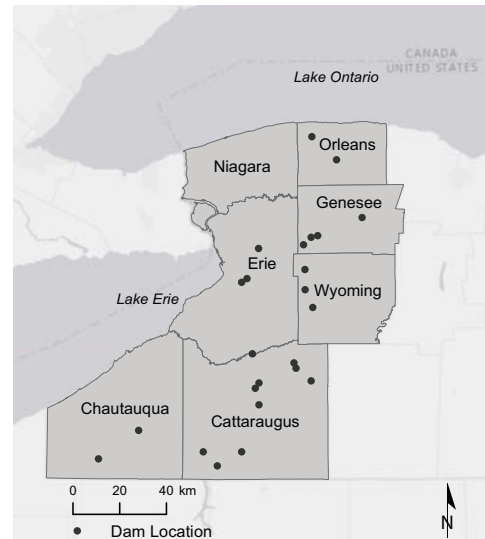 CANADA
UNITED STATES
Lake Ontario
Orleans
Niagara
Genesee
Erie
Lake Erie
Wyoming
Chautauqua
Cattaraugus
0 20 40 km
Dam Location
N